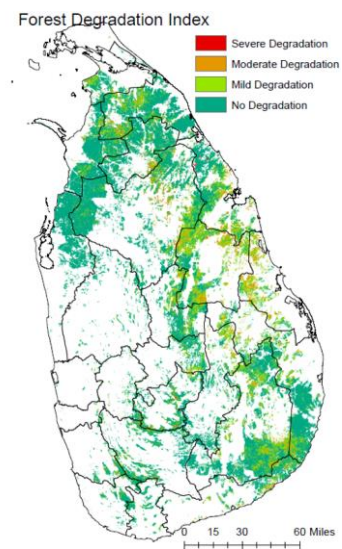 Forest Degradation Index
Severe Degradation
Moderate Degradation
Mild Degradation
No Degradation
0 15 30 60 Miles